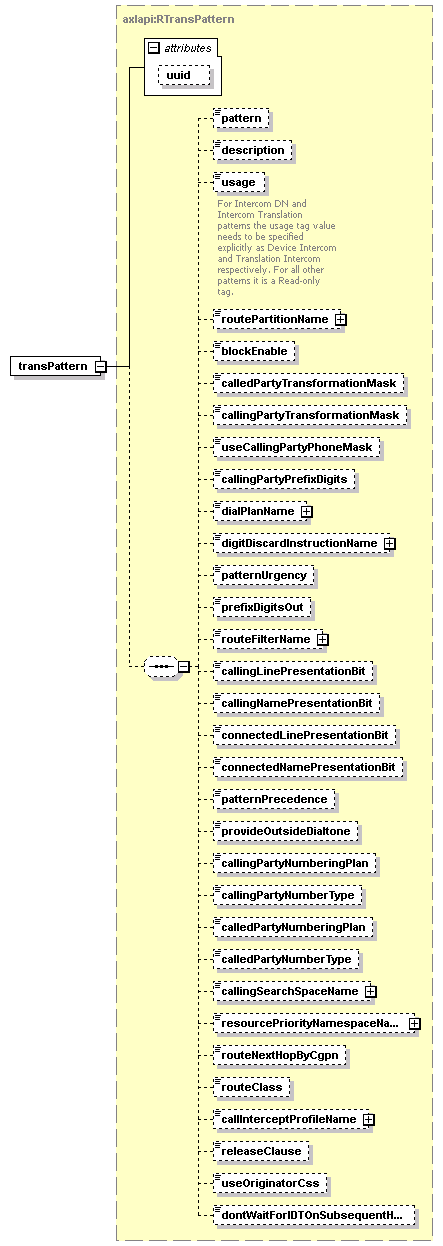 axlapi:RTransPattern
attributes
uuid
pattern
description
usage
For Intercom DN and
Intercom Translation
patterns the usage tag value
needs to be specified
explicitly as Device Intercom
and Translation Intercom
respectively. For all other
patterns it is a Read-only
tag.
routePartitionName
blockEnable
transPattern
calledPartyTransformationMask
callingPartyTransformationMask
useCallingPartyPhoneMask
callingPartyPrefixDigits
dialPlanName
digitDiscardInstructionName
patternUrgency
prefixDigitsOut
routeFilterName
callingLinePresentationBit
callingNamePresentationBit
connectedLinePresentationBit
connectedNamePresentationBit
patternPrecedence
provideOutsideDialtone
callingPartyNumberingPlan
callingPartyNumberType
calledPartyNumberingPlan
calledPartyNumberType
callingSearchSpaceName
resourcePriorityNamespaceNa...
routeNextHopByCgpn
routeClass
callInterceptProfileName
releaseClause
useOriginatorCss
dontWaitForIDTOnSubsequentH...